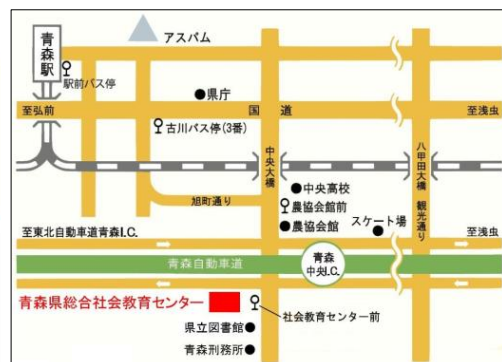 青森駅
アスパム
駅前バス停
県庁
至弘前
国道
至浅虫
古川バス停(3番)
中央大橋
八甲田大橋
観光通り
中央高校
旭町通り
農協会館前
スケート場
農協会館
至東北自動車道青森I.C.
至浅虫
青森自動車道
青森
中央I.C.
青森県総合社会教育センター
社会教育センター前
県立図書館
青森刑務所